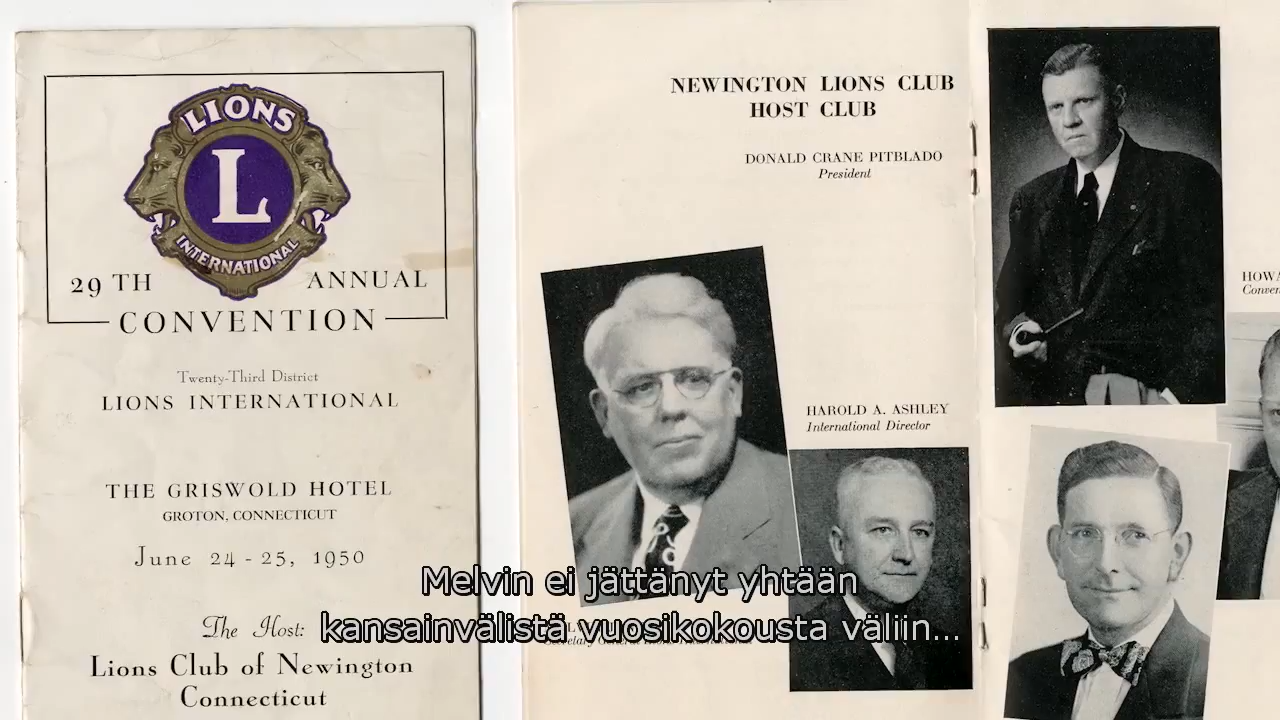 LIONS
L
INTERNATIONAL
29 TH ANNUAL
CONVENTION
Twenty-Third District
LIONS INTERNATIONAL
THE GRISWOLD HOTEL
GROTON, CONNECTICUT
June 24 - 25, 1950
The Host:
Lions Club of Newington
Connecticut
NEWINGTON LIONS CLUB
HOST CLUB
DONALD CRANE PITBLADO
President
HAROLD A. ASHLEY
International Director
Melvin ei jättänyt yhtään
kansainvälistä vuosikokousta väliin...